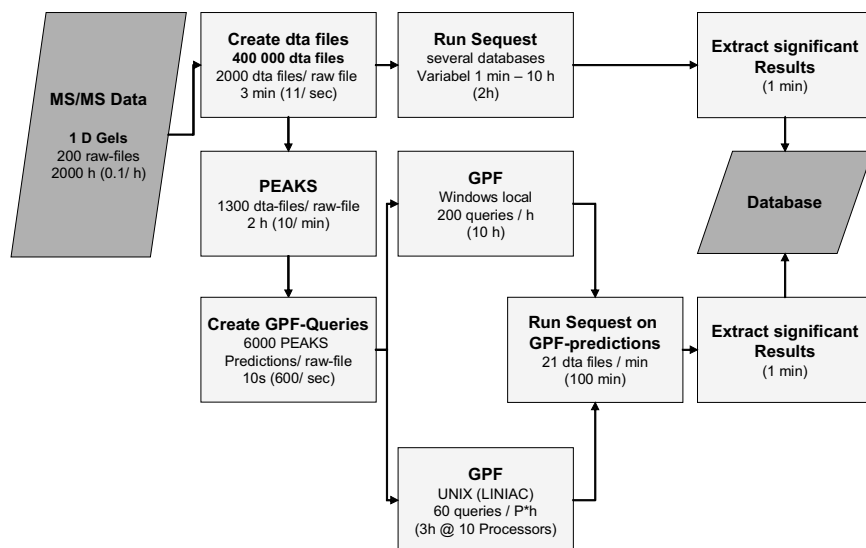 MS/MS Data
1 D Gels
200 raw-files
2000 h (0.1/ h)
Create dta files
400 000 dta files
2000 dta files/ raw file
3 min (11/ sec)
Run Sequest
several databases
Variabel 1 min – 10 h
(2h)
Extract significant
Results
(1 min)
PEAKS
1300 dta-files/ raw-file
2 h (10/ min)
GPF
Windows local
200 queries / h
(10 h)
Database
Create GPF-Queries
6000 PEAKS
Predictions/ raw-file
10s (600/ sec)
Run Sequest on
GPF-predictions
21 dta files / min
(100 min)
Extract significant
Results
(1 min)
GPF
UNIX (LINIAC)
60 queries / P*h
(3h @ 10 Processors)